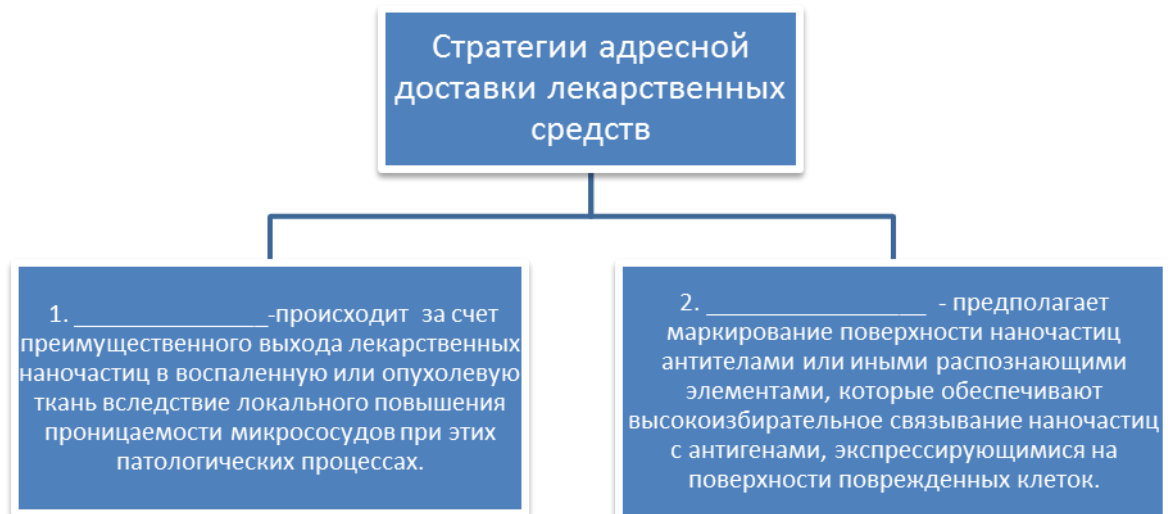 Стратегии адресной
доставки лекарственных
средств
1. _______________-происходит за счет
преимущественного выхода лекарственных
наночастиц в воспаленную или опухолевую
ткань вследствие локального повышения
проницаемости микрососудов при этих
патологических процессах.
2. _________________ - предполагает
маркирование поверхности наночастиц
антителами или иными распознающими
элементами, которые обеспечивают
высокоизбирательное связывание наночастиц
с антигенами, экспрессирующимися на
поверхности поврежденных клеток.